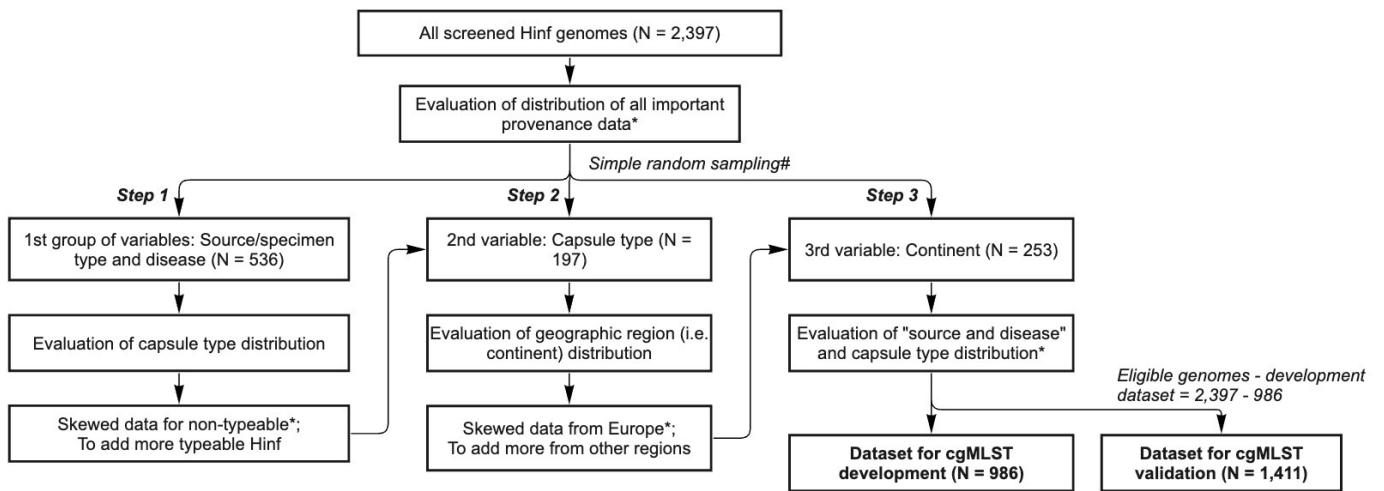 All screened Hinf genomes (N = 2,397)
Evaluation of distribution of all important
provenance data*
Simple random sampling#
Step 1
Step 2
Step 3
1st group of variables: Source/specimen
type and disease (N = 536)
2nd variable: Capsule type (N =
197)
3rd variable: Continent (N = 253)
Evaluation of capsule type distribution
Evaluation of geographic region (i.e.
continent) distribution
Evaluation of "source and disease"
and capsule type distribution*
Eligible genomes - development
dataset = 2,397 - 986
Skewed data for non-typeable*;
To add more typeable Hinf
Skewed data from Europe*;
To add more from other regions
Dataset for cgMLST
development (N = 986)
Dataset for cgMLST
validation (N = 1,411)